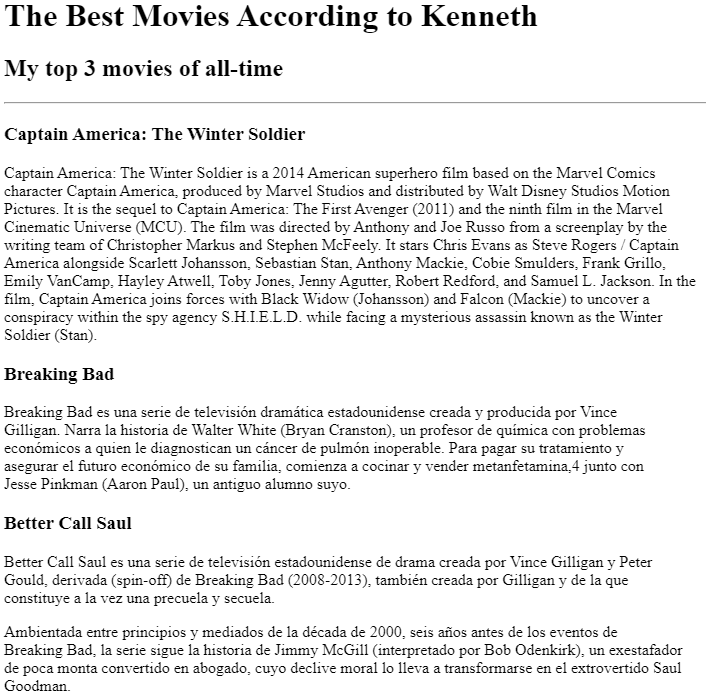 The Best Movies According to Kenneth
My top 3 movies of all-time
Captain America: The Winter Soldier
Captain America: The Winter Soldier is a 2014 American superhero film based on the Marvel Comics
character Captain America, produced by Marvel Studios and distributed by Walt Disney Studios Motion
Pictures. It is the sequel to Captain America: The First Avenger (2011) and the ninth film in the Marvel
Cinematic Universe (MCU). The film was directed by Anthony and Joe Russo from a screenplay by the
writing team of Christopher Markus and Stephen McFeely. It stars Chris Evans as Steve Rogers / Captain
America alongside Scarlett Johansson, Sebastian Stan, Anthony Mackie, Cobie Smulders, Frank Grillo,
Emily VanCamp, Hayley Atwell, Toby Jones, Jenny Agutter, Robert Redford, and Samuel L. Jackson. In the
film, Captain America joins forces with Black Widow (Johansson) and Falcon (Mackie) to uncover a
conspiracy within the spy agency S.H.I.E.L.D. while facing a mysterious assassin known as the Winter
Soldier (Stan).
Breaking Bad
Breaking Bad es una serie de televisión dramática estadounidense creada y producida por Vince
Gilligan. Narra la historia de Walter White (Bryan Cranston), un profesor de química con problemas
económicos a quien le diagnostican un cáncer de pulmón inoperable. Para pagar su tratamiento y
asegurar el futuro económico de su familia, comienza a cocinar y vender metanfetamina,4 junto con
Jesse Pinkman (Aaron Paul), un antiguo alumno suyo.
Better Call Saul
Better Call Saul es una serie de televisión estadounidense de drama creada por Vince Gilligan y Peter
Gould, derivada (spin-off) de Breaking Bad (2008-2013), también creada por Gilligan y de la que
constituye a la vez una precuela y secuela.
Ambientada entre principios y mediados de la década de 2000, seis años antes de los eventos de
Breaking Bad, la serie sigue la historia de Jimmy McGill (interpretado por Bob Odenkirk), un exestafador
de poca monta convertido en abogado, cuyo declive moral lo lleva a transformarse en el extrovertido Saul
Goodman.